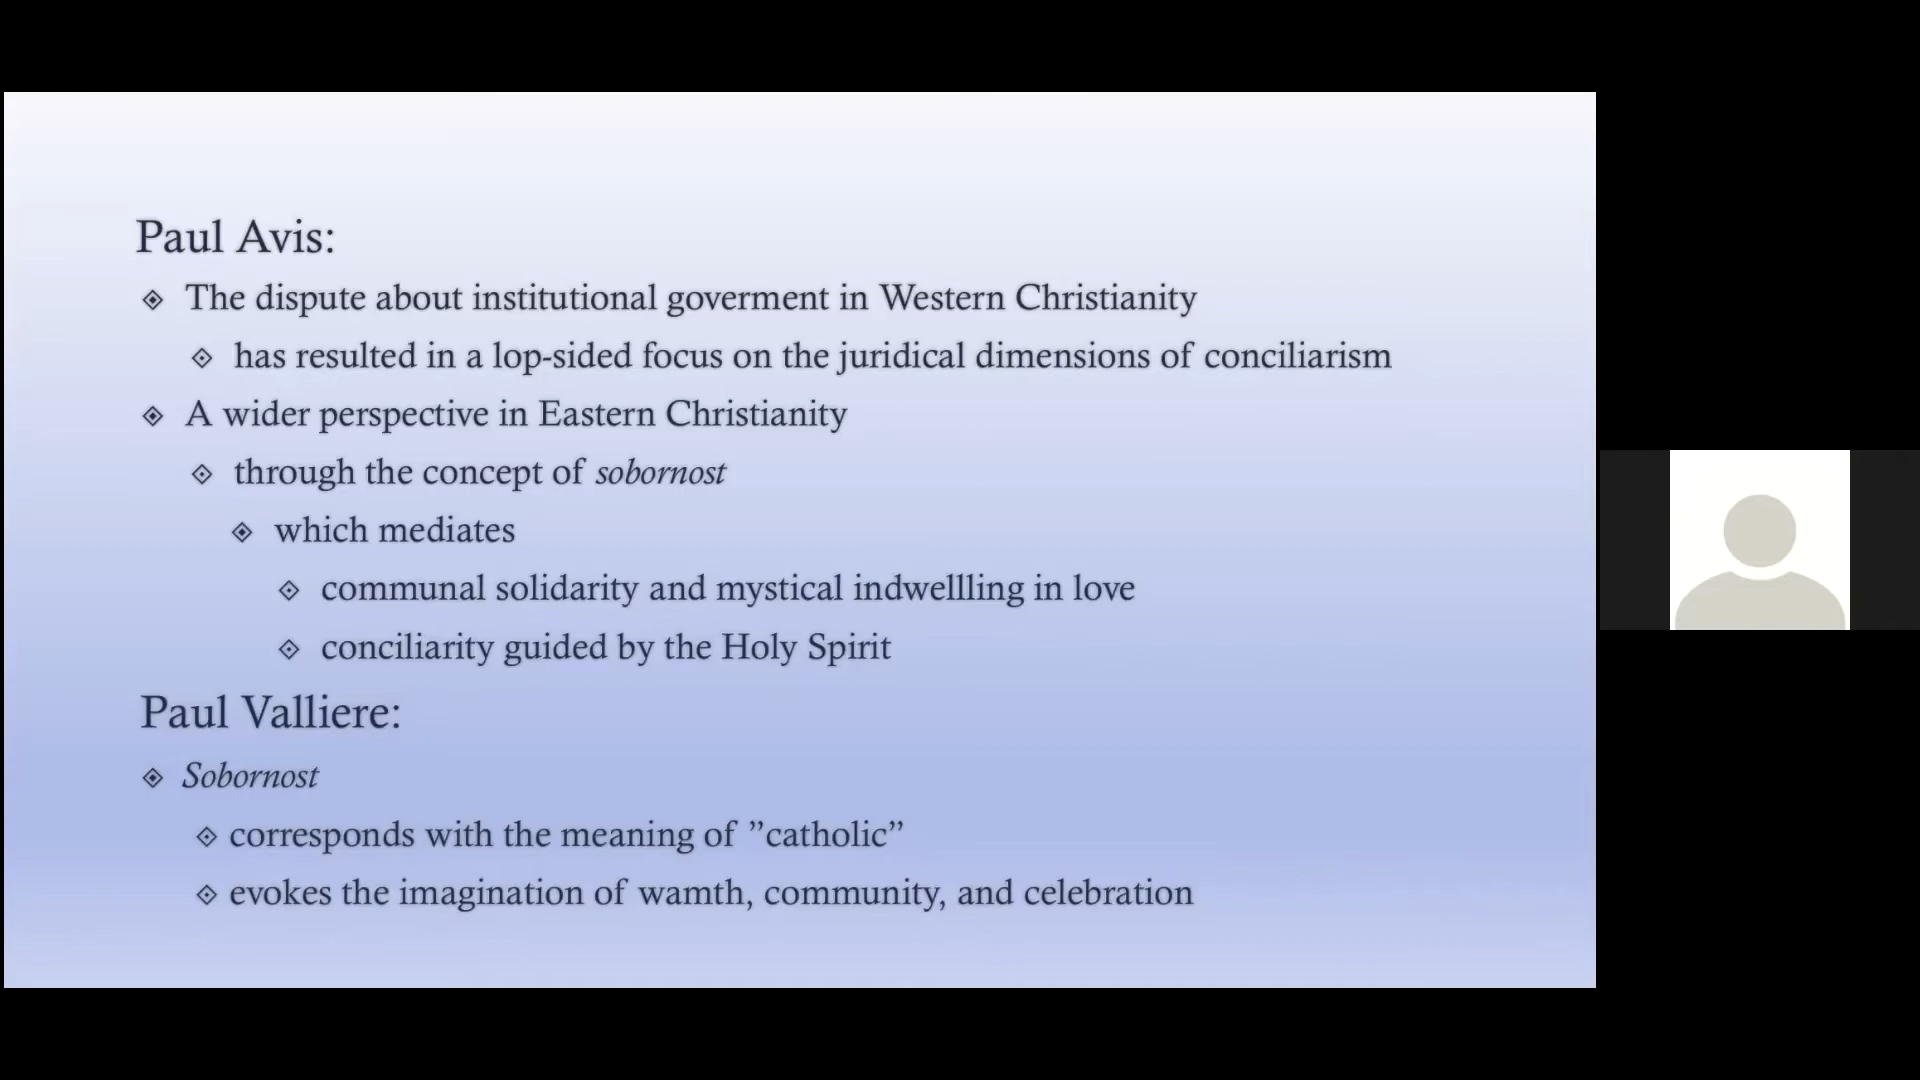 Paul Avis:
The dispute about institutional goverment in Western Christianity
has resulted in a lop-sided focus on the juridical dimensions of conciliarism
A wider perspective in Eastern Christianity
through the concept of sobornost
which mediates
communal solidarity and mystical indwellling in love
conciliarity guided by the Holy Spirit
Paul Valliere:
Sobornost
corresponds with the meaning of ”catholic”
evokes the imagination of wamth, community, and celebration